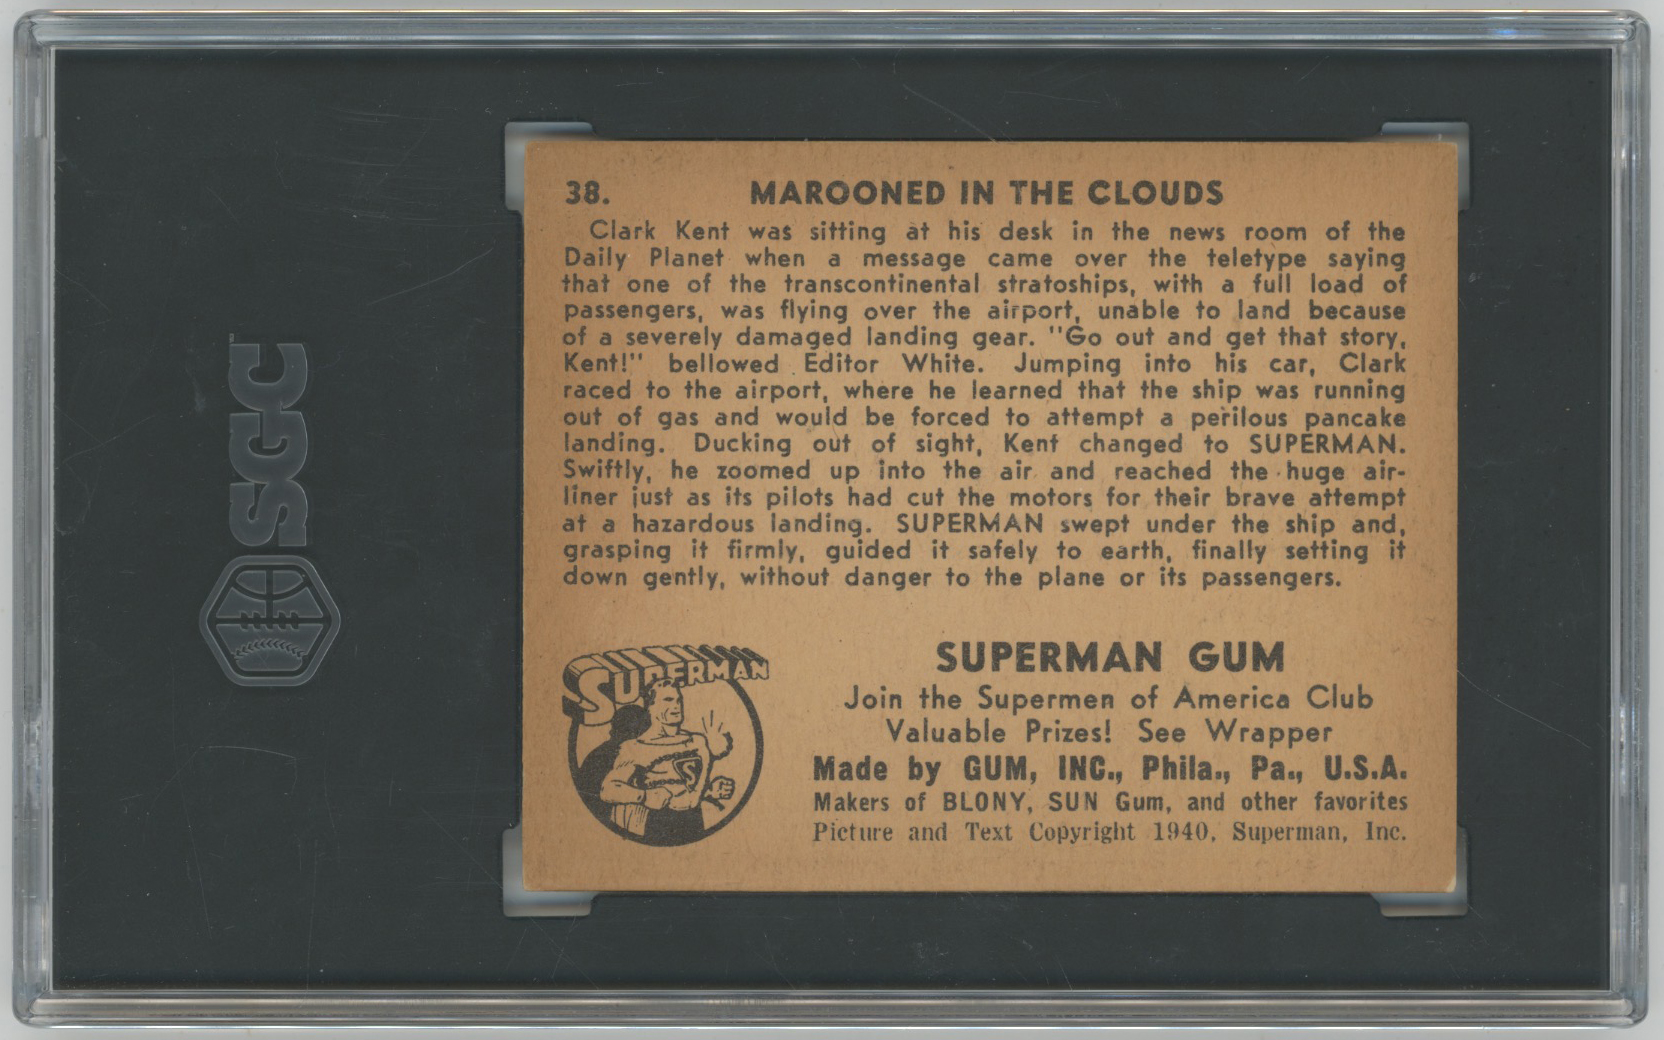 SGC
38. MAROONED IN THE CLOUDS
Clark Kent was sitting at his desk in the news room of the
Daily Planet when a message came over the teletype saying
that one of the transcontinental stratoships, with a full load of
passengers, was flying over the airport, unable to land because
of a severely damaged landing gear. "Go out and get that story,
Kent!" bellowed Editor White. Jumping into his car, Clark
raced to the airport, where he learned that the ship was running
out of gas and would be forced to attempt a perilous pancake
landing. Ducking out of sight, Kent changed to SUPERMAN.
Swiftly, he zoomed up into the air and reached the huge air-
liner just as its pilots had cut the motors for their brave attempt
at a hazardous landing. SUPERMAN swept under the ship and,
grasping it firmly, guided it safely to earth, finally setting it
down gently, without danger to the plane or its passengers.
SUPERMAN
S
SUPERMAN GUM
Join the Supermen of America Club
Valuable Prizes! See Wrapper
Made by GUM, INC., Phila., Pa., U.S.A.
Makers of BLONY, SUN Gum, and other favorites
Picture and Text Copyright 1940, Superman, Inc.